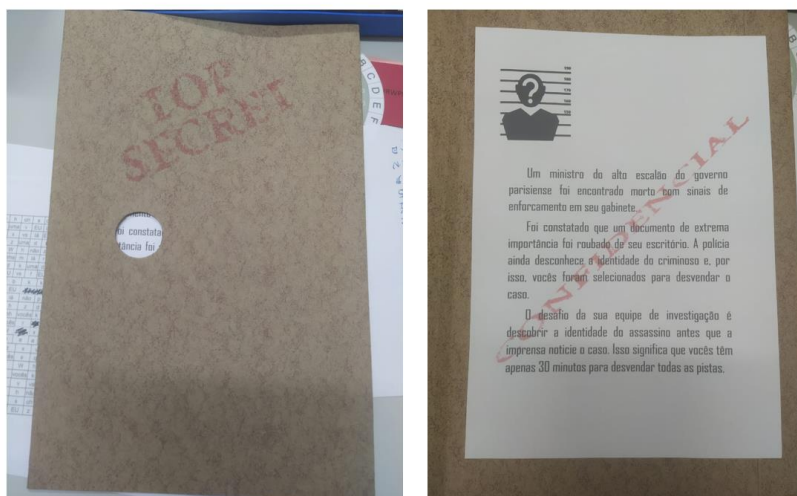 TOP
SECRET
constata
tância foi
B
C
D
E
F
Um ministro do alto escalão do governo
parisiense foi encontrado morto com sinais de
enforcamento em seu gabinete...
Foi constatado que um documento de extrema
importância foi roubado de seu escritório. A polícia
ainda desconhece a identidade do criminoso e, por
isso, vocês foram selecionados para desvendar o
caso.
O desafio da sua equipe de investigação é
descobrir a identidade do assassino antes que a
imprensa noticie o caso. Isso significa que vocês têm
apenas 30 minutos para desvendar todas as pistas.
CONFIDENCIAL